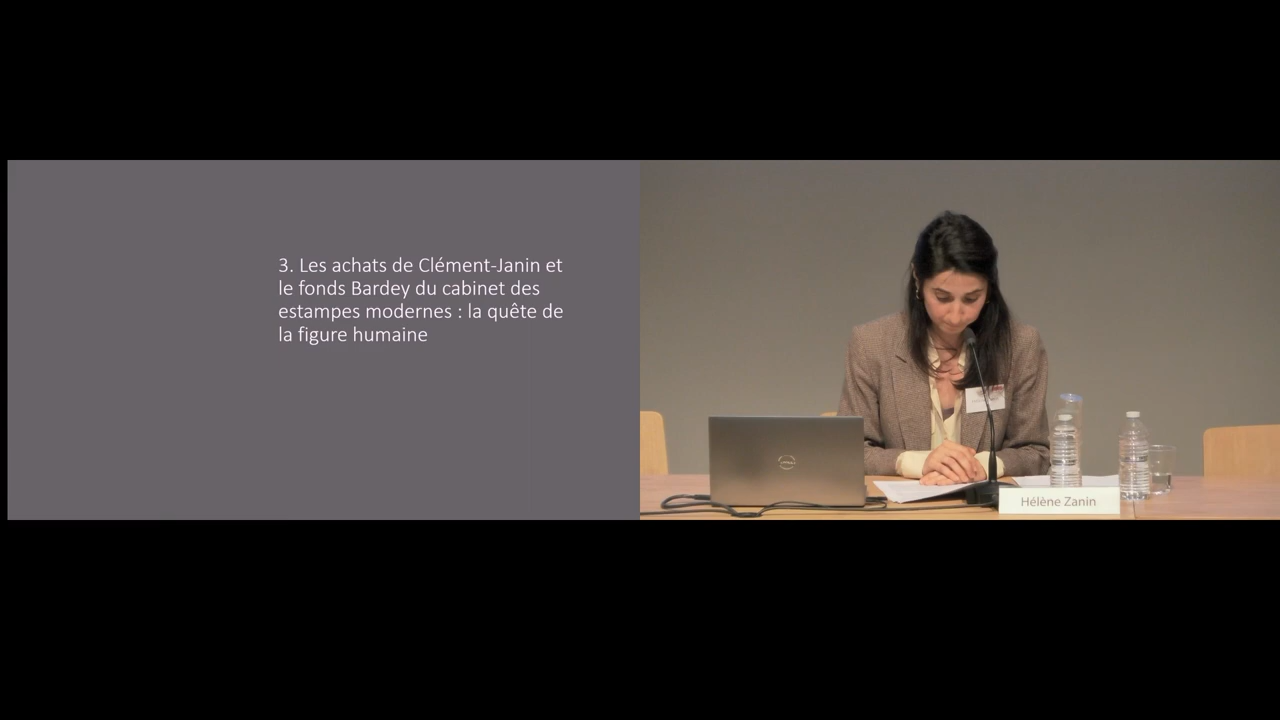 3. Les achats de Clément-Janin et
le fonds Bardey du cabinet des
estampes modernes : la quête de
la figure humaine
Hélène Zanin